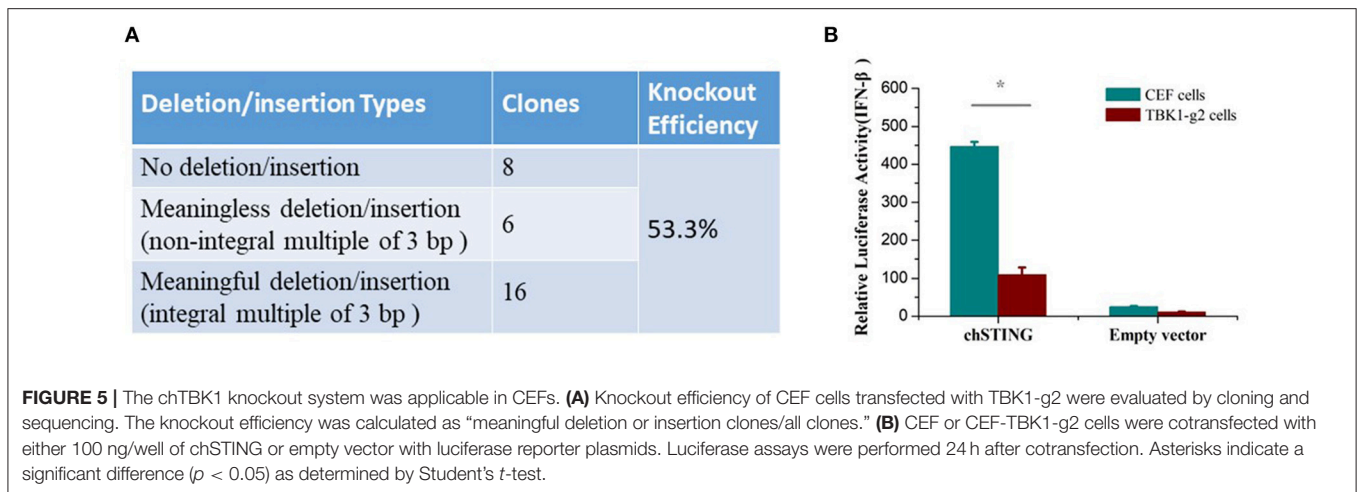 A
Deletion/insertion Types Clones Knockout
Efficiency
No deletion/insertion 8
Meaningless deletion/insertion
(non-integral multiple of 3 bp ) 6
53.3%
Meaningful deletion/insertion
(integral multiple of 3 bp ) 16
B
Relative Luciferase Activity(IFN-β )
600
500
400
300
200
100
0
*
CEF cells
TBK1-g2 cells
chSTING Empty vector
FIGURE 5 | The chTBK1 knockout system was applicable in CEFs. (A) Knockout efficiency of CEF cells transfected with TBK1-g2 were evaluated by cloning and
sequencing. The knockout efficiency was calculated as “meaningful deletion or insertion clones/all clones.” (B) CEF or CEF-TBK1-g2 cells were cotransfected with
either 100 ng/well of chSTING or empty vector with luciferase reporter plasmids. Luciferase assays were performed 24 h after cotransfection. Asterisks indicate a
significant difference (p < 0.05) as determined by Student’s t-test.